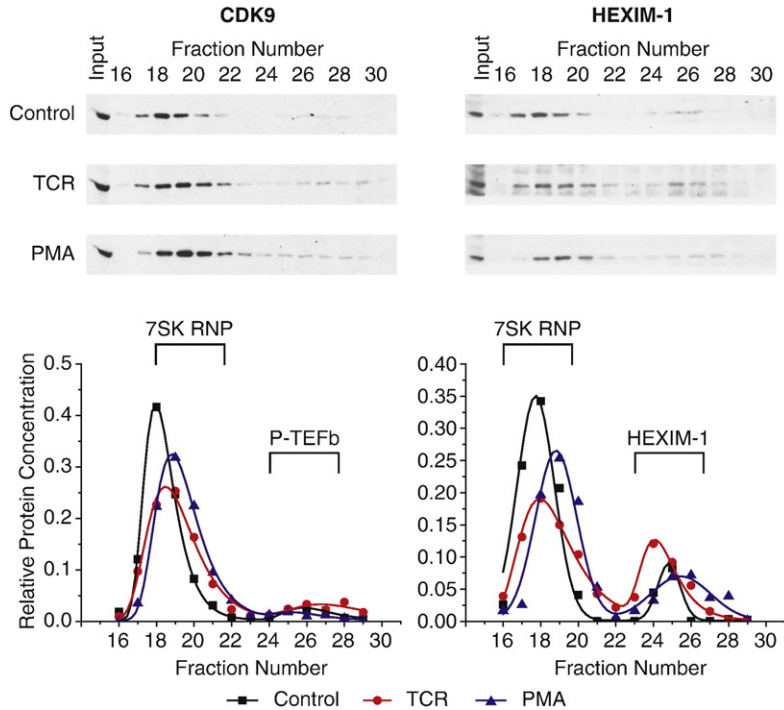 CDK9
HEXIM-1
Fraction Number
Fraction Number
Input 16 18 20 22 24 26 28 30
Input 16 18 20 22 24 26 28 30
Control
TCR
PMA
7SK RNP
7SK RNP
P-TEFb
HEXIM-1
Relative Protein Concentration
0.5
0.4
0.3
0.2
0.1
0.0
16 18 20 22 24 26 28 30
Fraction Number
0.40
0.35
0.30
0.25
0.20
0.15
0.10
0.05
0.00
16 18 20 22 24 26 28 30
Fraction Number
Control TCR PMA